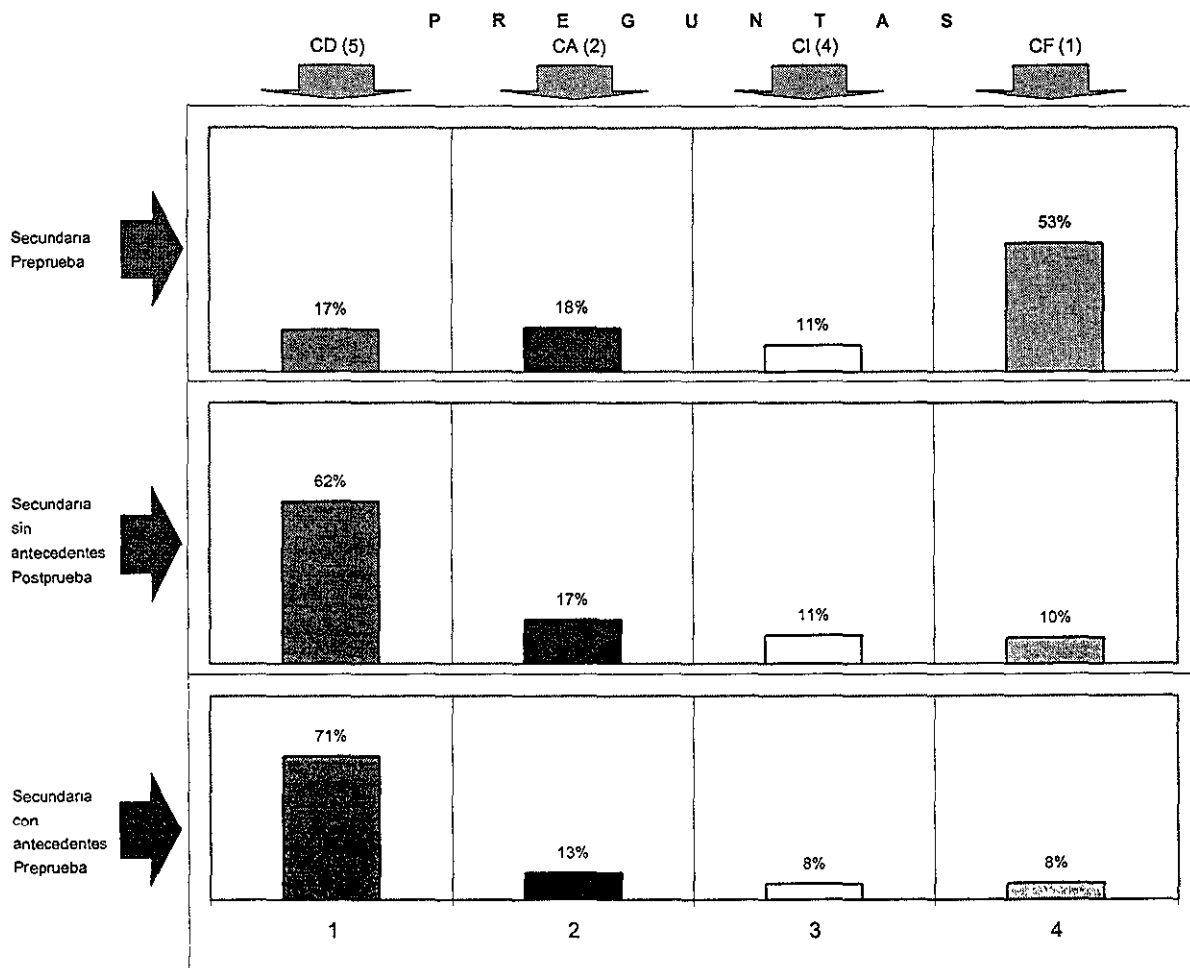 P R E G U N T A S
CD (5) CA (2) CI (4) CF (1)
Secundaria
Preprueba
17% 18% 11% 53%
Secundaria
sin
antecedentes
Postprueba
62% 17% 11% 10%
Secundaria
con
antecedentes
Preprueba
71% 13% 8% 8%
1 2 3 4